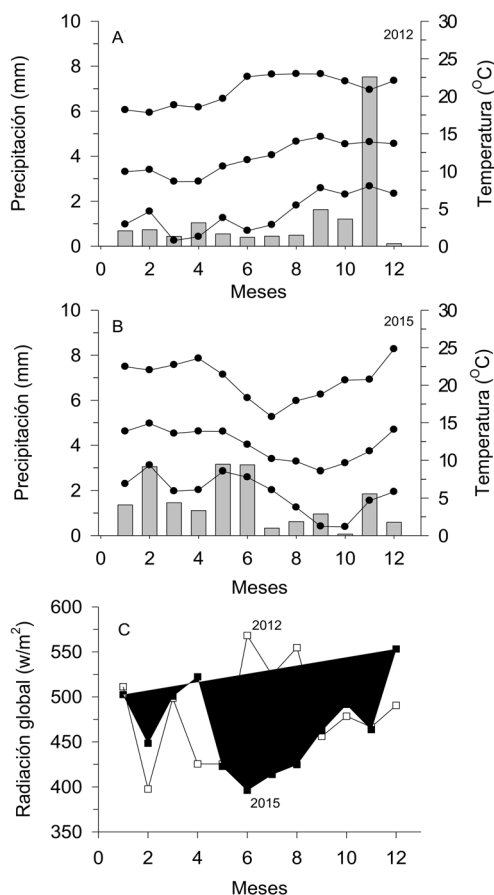 A
2012
Precipitación (mm)
Temperatura (°C)
10
8
6
4
2
0
30
25
20
15
10
5
0
0 2 4 6 8 10 12
Meses
B
2015
Precipitación (mm)
Temperatura (°C)
10
8
6
4
2
0
30
25
20
15
10
5
0
0 2 4 6 8 10 12
Meses
C
2012
2015
Radiación global (w/m²)
600
550
500
450
400
350
0 2 4 6 8 10 12
Meses